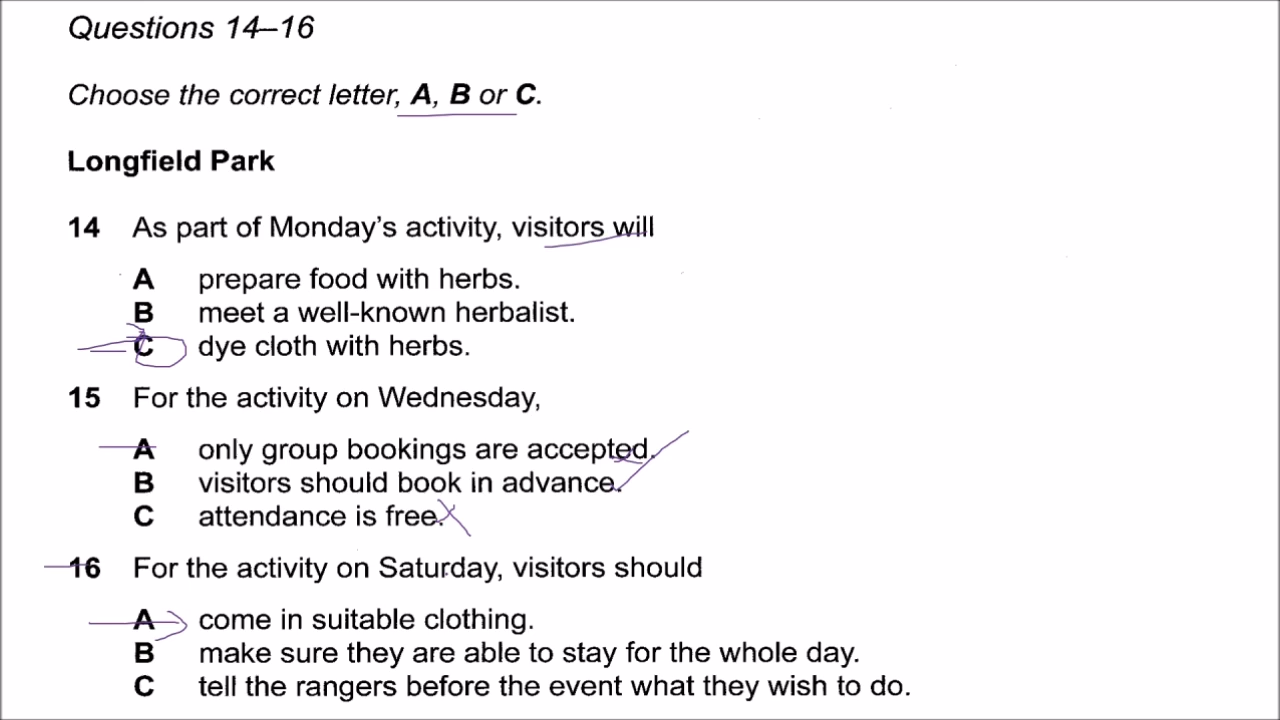 Questions 14–16
Choose the correct letter, A, B or C.
Longfield Park
14 As part of Monday's activity, visitors will
A prepare food with herbs.
B meet a well-known herbalist.
C dye cloth with herbs.
15 For the activity on Wednesday,
A only group bookings are accepted.
B visitors should book in advance.
C attendance is free.
16 For the activity on Saturday, visitors should
A come in suitable clothing.
B make sure they are able to stay for the whole day.
C tell the rangers before the event what they wish to do.